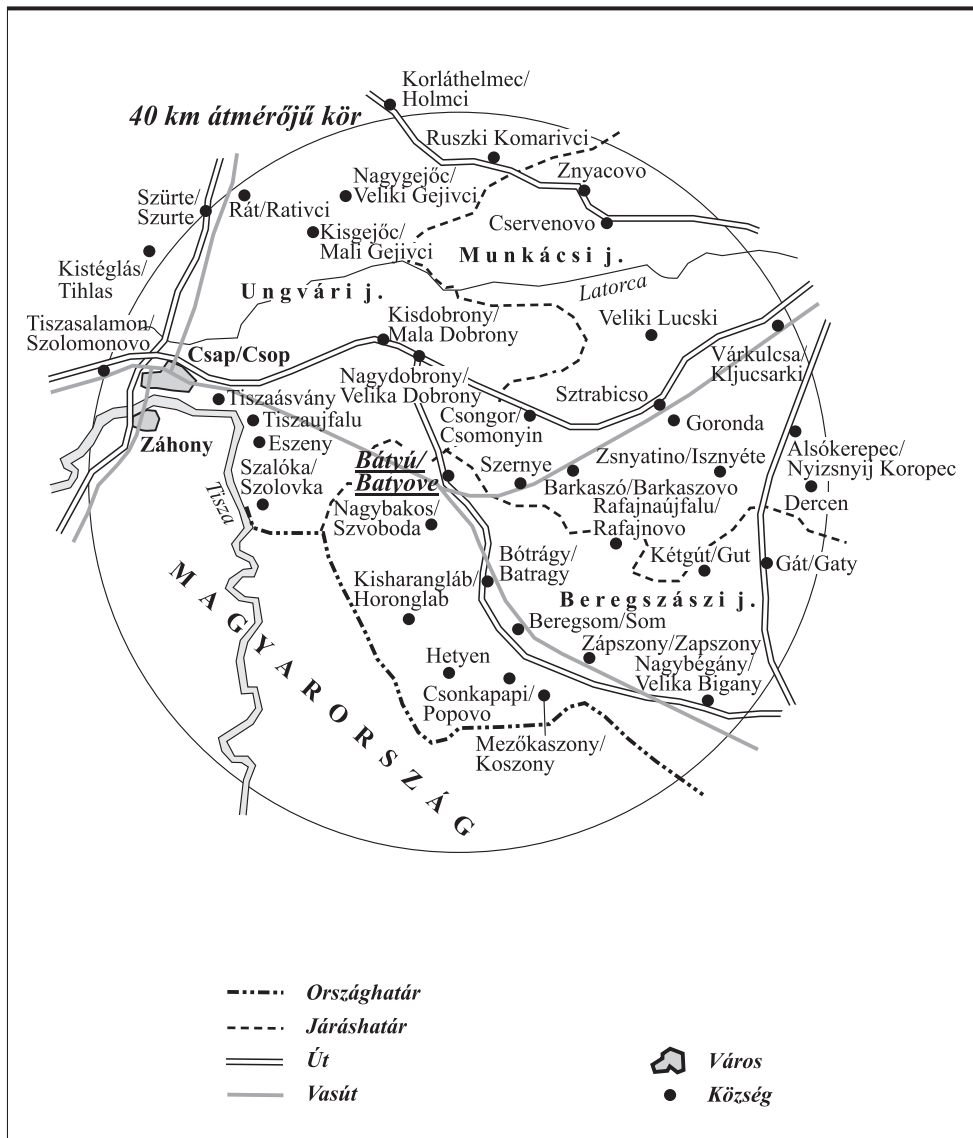 Korláthelmec/
Holmci
40 km átmérőjű kör
Ruszki Komarivci
Nagygejőc/
Veliki Gejivci
Znyacovo
Szürte/
Szurte
Rát/Rativci
Cservenovo
Kisgejőc/
Mali Gejivci
Munkácsi j.
Kistéglás/
Tihlas
Ungvári j.
Latorca
Kisdobrony/
Mala Dobrony
Veliki Lucski
Tiszasalamon/
Szolomonovo
Csap/Csop
Várkulcsa/
Kljucsarki
Nagydobrony/
Velika Dobrony
Sztrabicso
Tiszaásvány
Csongor/
Csomonyin
Goronda
Tiszaujfalu
Záhony
Eszeny
Alsókerepec/
Nyizsnyij Koropec
Bátyú/
Batyove
Szernye
Zsnyatino/Isznyéte
Szalóka/
Szolovka
Barkaszó/Barkaszovo
Dercen
Tisza
Nagybakos/
Szvoboda
Rafajnaújfalu/
Rafajnovo
Bótrágy/
Batragy
Kétgút/Gut
Gát/Gaty
Kisharangláb/
Horonglab
Beregszászi j.
Beregsom/Som
MAGYARORSZÁG
Zápszony/Zapszony
Hetyen
Nagybégány/
Velika Bigany
Csonkapapi/
Popovo
Mezőkaszony/
Koszony
Országhatár
Járáshatár
Út
Vasút
Város
Község